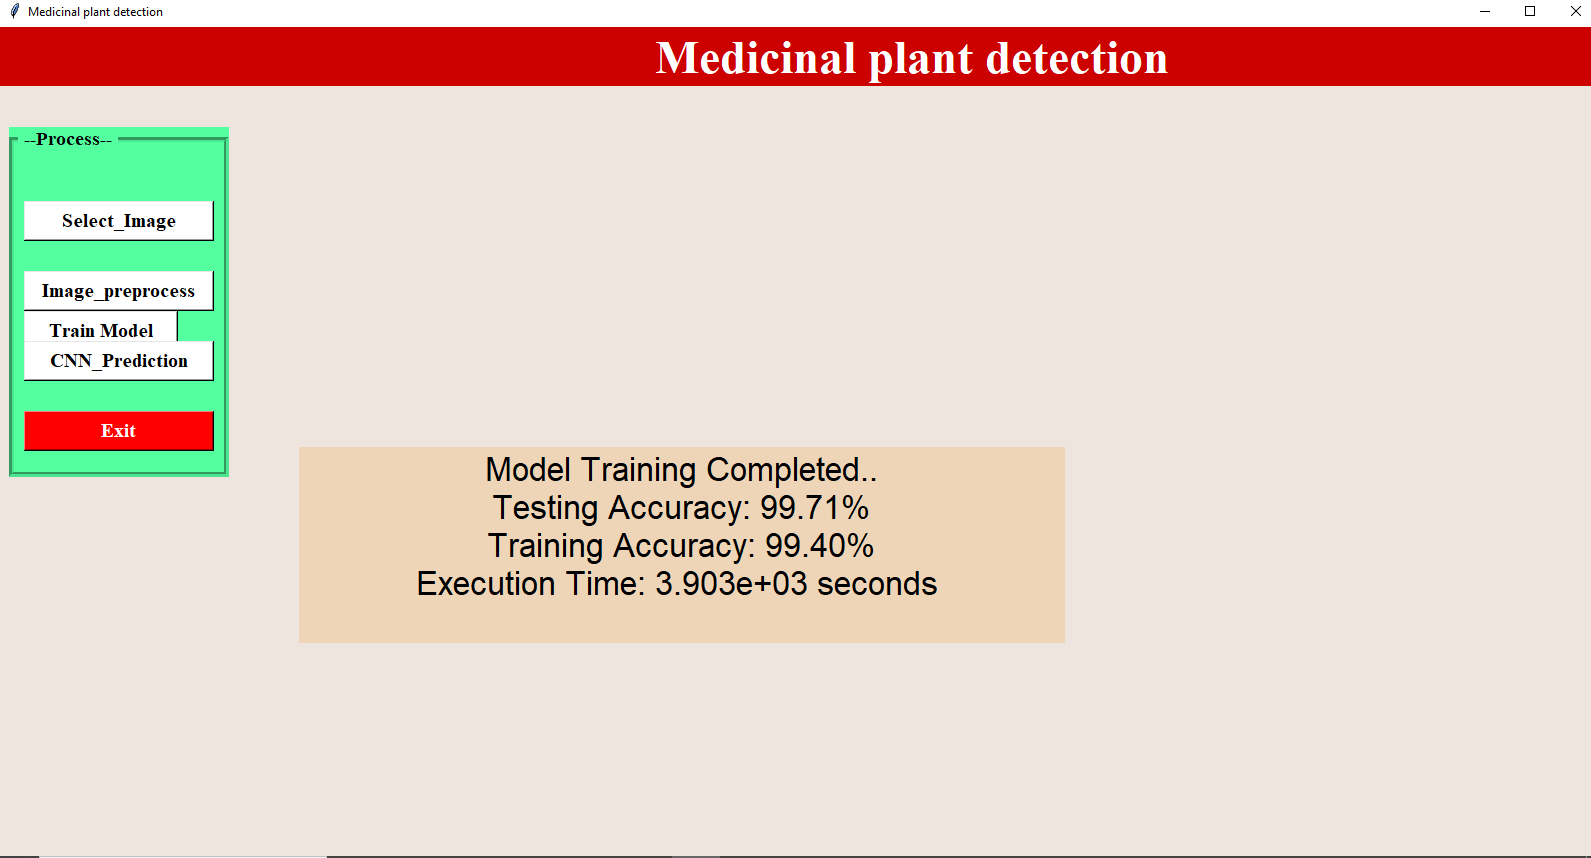 Medicinal plant detection
Medicinal plant detection
--Process--
Select_Image
Image_preprocess
Train Model
CNN_Prediction
Exit
Model Training Completed..
Testing Accuracy: 99.71%
Training Accuracy: 99.40%
Execution Time: 3.903e+03 seconds